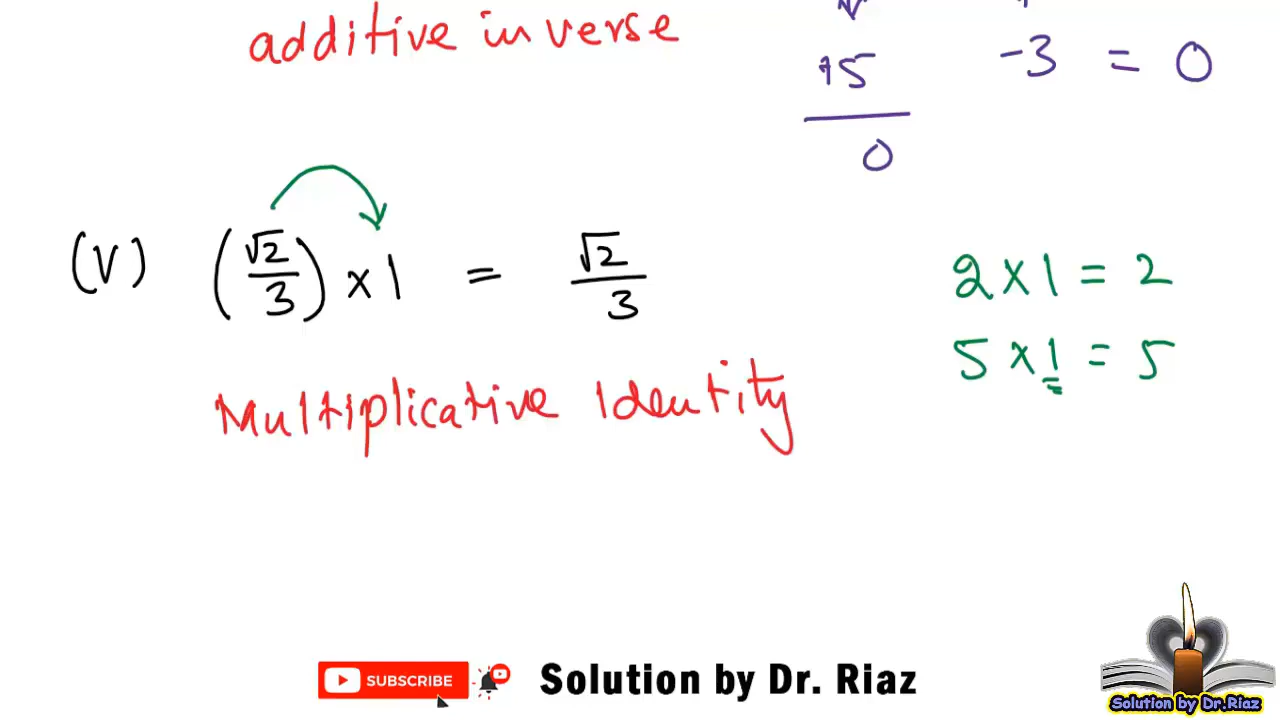 additive inverse
+5 -3 = 0
0
(V) (√2/3) × 1 = √2/3
2 × 1 = 2
5 × 1 = 5
Multiplicative Identity
SUBSCRIBE Solution by Dr. Riaz
Solution by Dr.Riaz